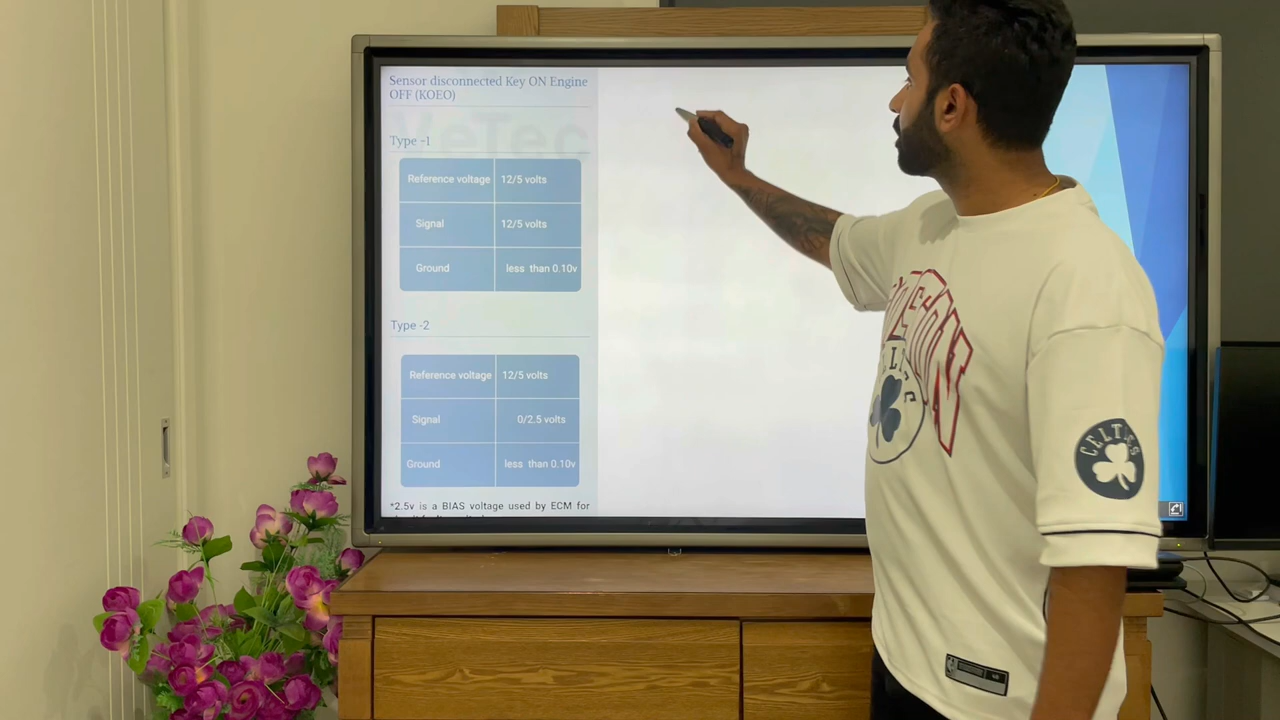 Sensor disconnected Key ON Engine
OFF (KOEO)
Type -1
Reference voltage 12/5 volts
Signal 12/5 volts
Ground less than 0.10v
Type -2
Reference voltage 12/5 volts
Signal 0/2.5 volts
Ground less than 0.10v
*2.5v is a BIAS voltage used by ECM for
CELTICS